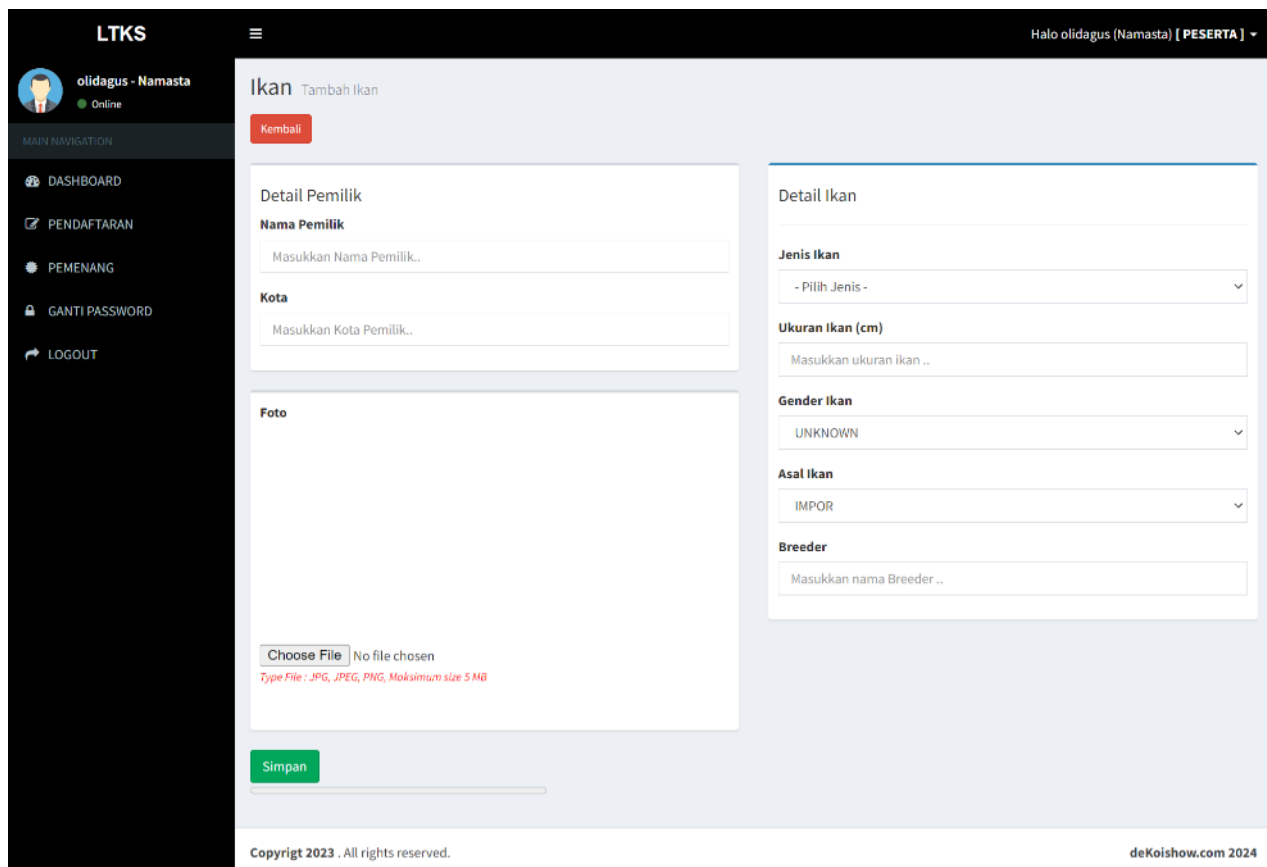 LTKS
Halo olidagus (Namasta) [ PESERTA ]
olidagus - Namasta
Online
MAIN NAVIGATION
DASHBOARD
PENDAFTARAN
PEMENANG
GANTI PASSWORD
LOGOUT
Ikan Tambah Ikan
Kembali
Detail Pemilik
Nama Pemilik
Masukkan Nama Pemilik..
Kota
Masukkan Kota Pemilik..
Foto
Choose File No file chosen
Type File : JPG, JPEG, PNG, Maksimum size 5 MB
Detail Ikan
Jenis Ikan
- Pilih Jenis -
Ukuran Ikan (cm)
Masukkan ukuran ikan ..
Gender Ikan
UNKNOWN
Asal Ikan
IMPOR
Breeder
Masukkan nama Breeder ..
Simpan
Copyrigt 2023 . All rights reserved.
deKoishow.com 2024